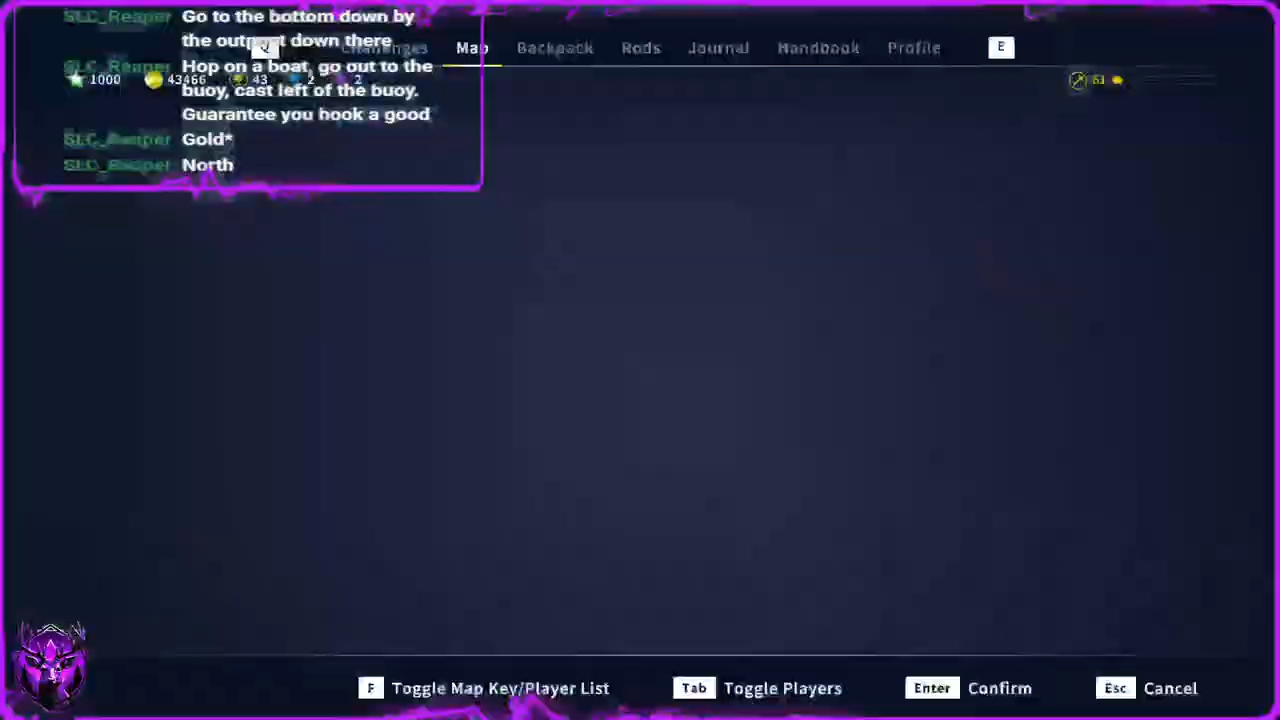 SLC_Reaper Go to the bottom down by
the outpost down there
SLC_Reaper Hop on a boat, go out to the
buoy, cast left of the buoy.
Guarantee you hook a good
SLC_Reaper Gold*
SLC_Reaper North
Q Challenges Map Backpack Rods Journal Handbook Profile E
1000 43466 43 2 2
F Toggle Map Key/Player List Tab Toggle Players Enter Confirm Esc Cancel